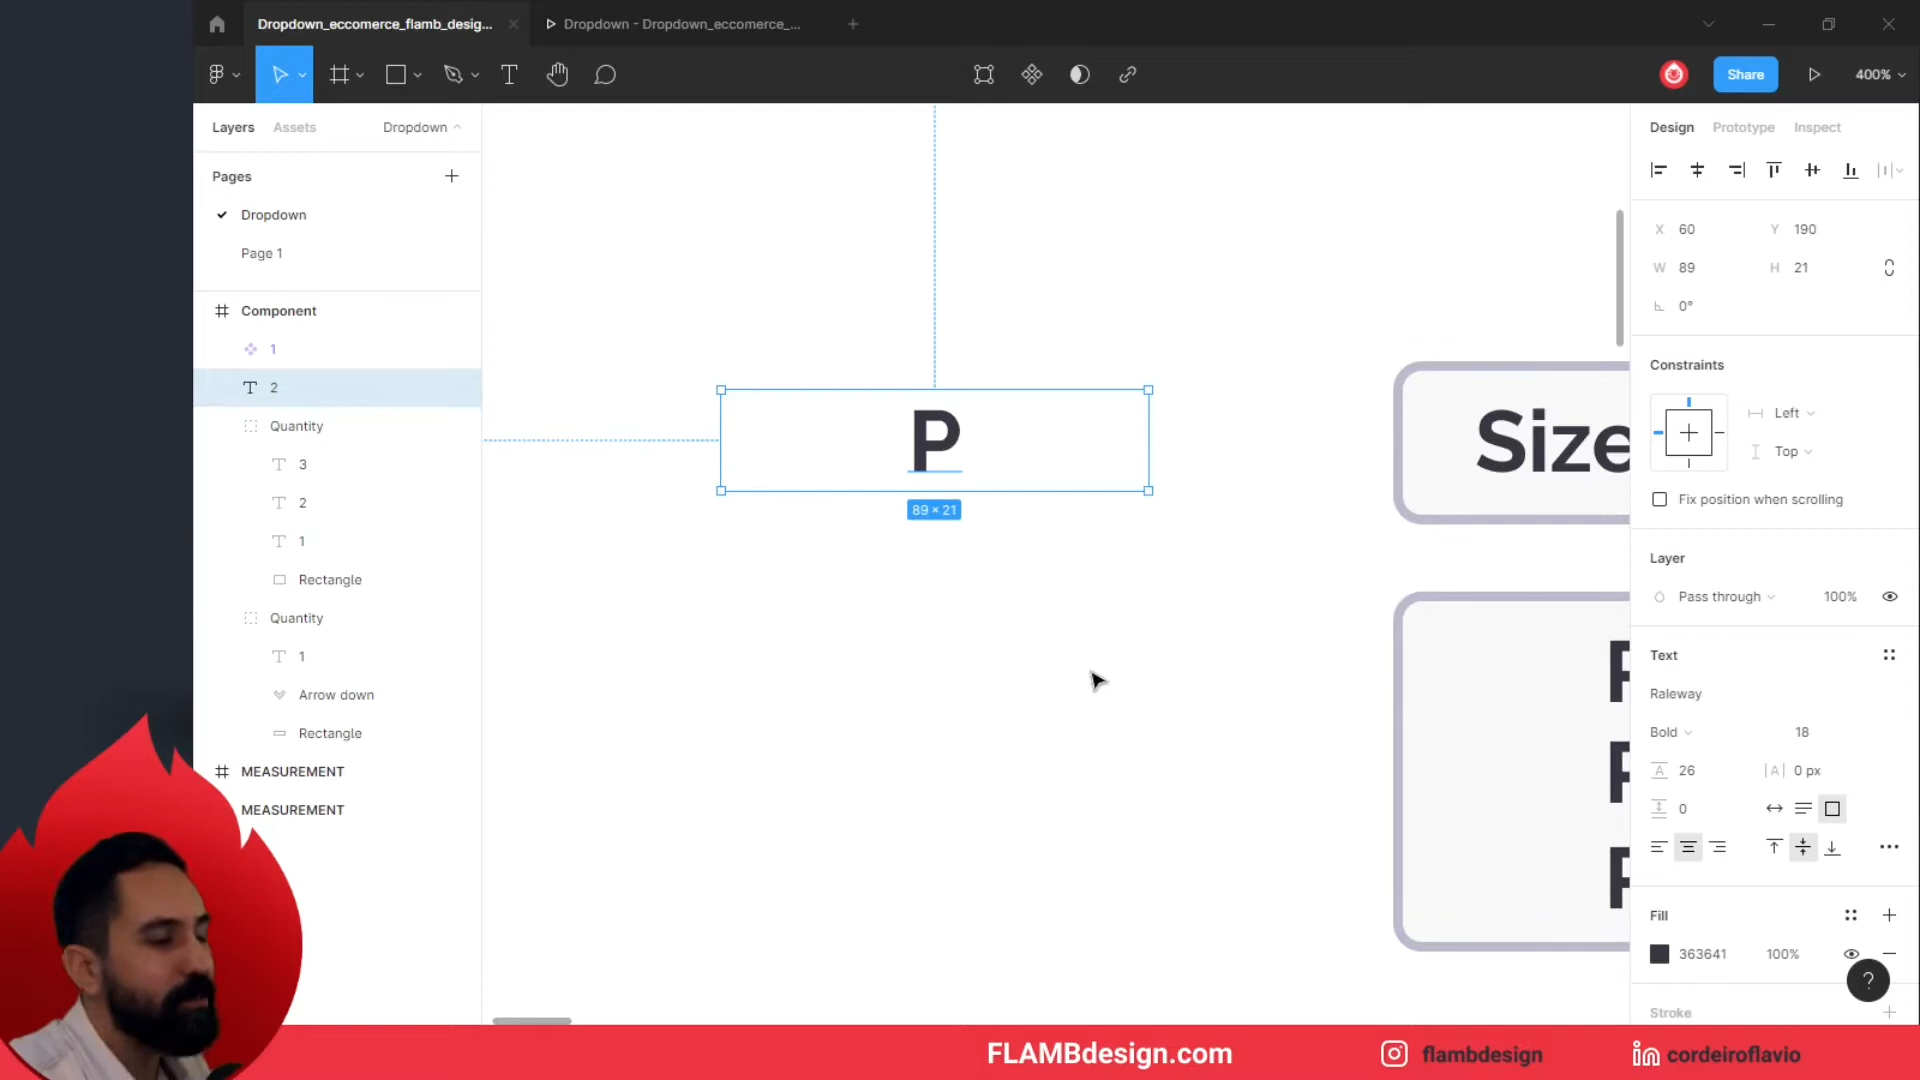 Dropdown_eccomerce_flamb_desig...
Dropdown - Dropdown_eccomerce_...
Share
400%
Layers
Assets
Dropdown
Pages
Dropdown
Page 1
Component
1
2
Quantity
3
2
1
Rectangle
Quantity
1
Arrow down
Rectangle
MEASUREMENT
MEASUREMENT
P
89 × 21
Size
Design
Prototype
Inspect
X 60
Y 190
W 89
H 21
0°
Constraints
Left
Top
Fix position when scrolling
Layer
Pass through
100%
Text
Raleway
Bold
18
A 26
|A| 0 px
0
Fill
363641
100%
Stroke
?
FLAMBdesign.com
flambdesign
in cordeiroflavio